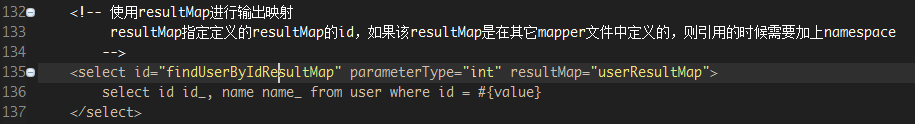 132 <!-- 使用resultMap进行输出映射
133 resultMap指定定义的resultMap的id，如果该resultMap是在其它mapper文件中定义的，则引用的时候需要加上namespace
134 -->
135 <select id="findUserByIdResultMap" parameterType="int" resultMap="userResultMap">
136 select id id_, name name_ from user where id = #{value}
137 </select>